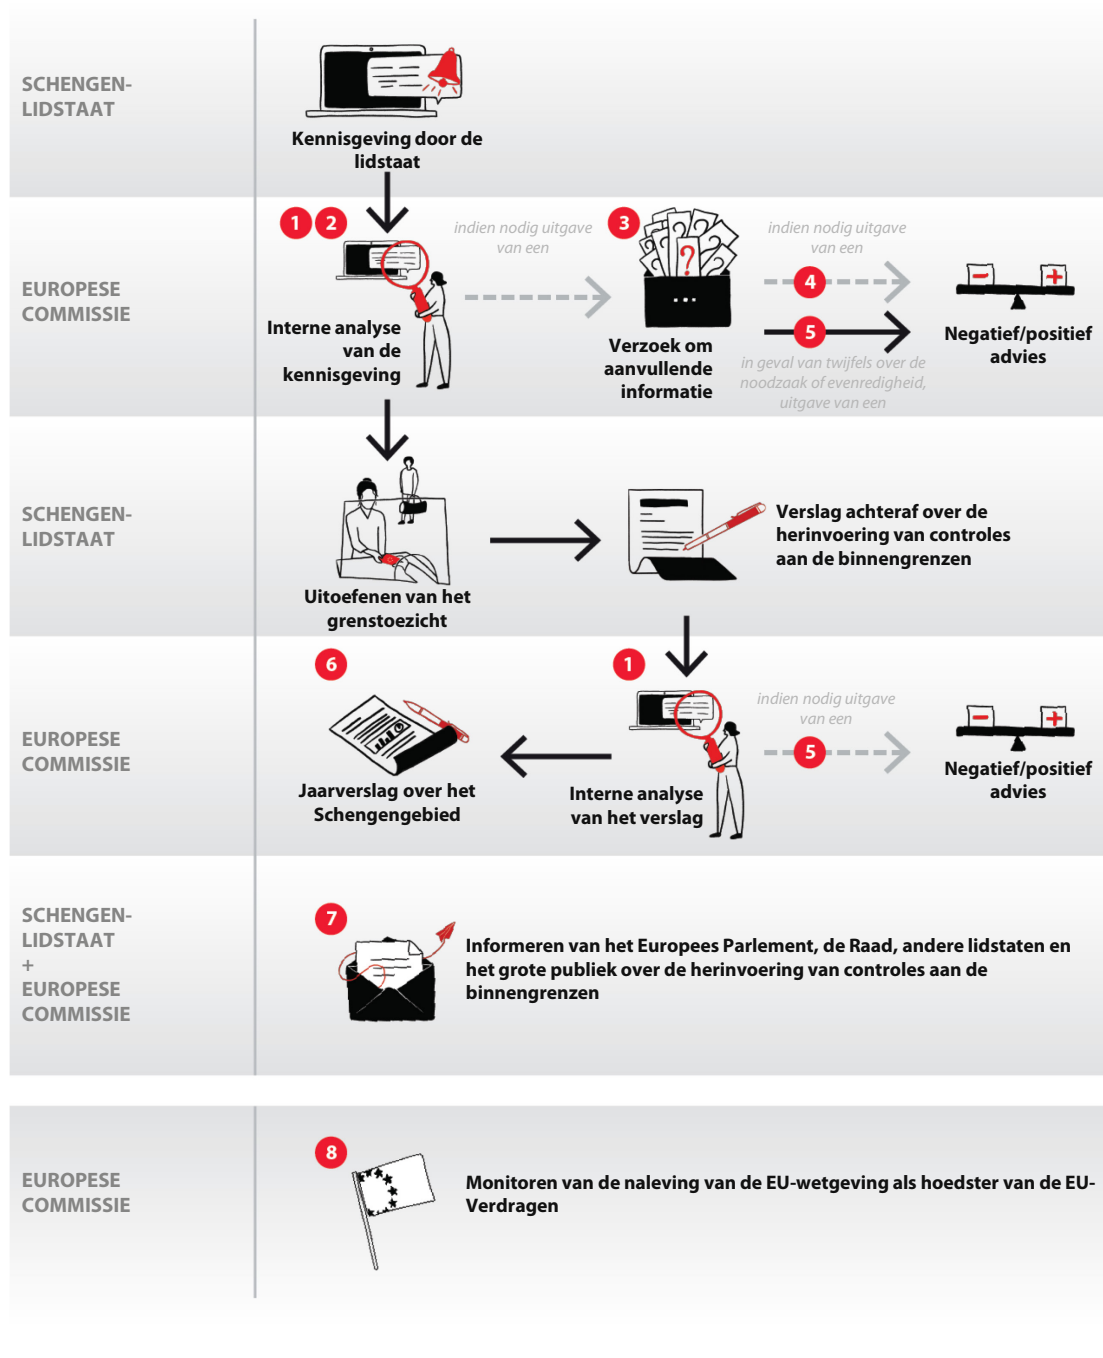 SCHENGEN-
LIDSTAAT
Kennisgeving door de
lidstaat
EUROPESE
COMMISSIE
1 2
Interne analyse
van de
kennisgeving
indien nodig uitgave
van een
3
?
Verzoek om
aanvullende
informatie
indien nodig uitgave
van een
4
5
in geval van twijfels over de
noodzaak of evenredigheid,
uitgave van een
- +
Negatief/positief
advies
SCHENGEN-
LIDSTAAT
Uitoefenen van het
grenstoezicht
Verslag achteraf over de
herinvoering van controles
aan de binnengrenzen
EUROPESE
COMMISSIE
6
Jaarverslag over het
Schengengebied
1
Interne analyse
van het verslag
indien nodig uitgave
van een
5
- +
Negatief/positief
advies
SCHENGEN-
LIDSTAAT
+
EUROPESE
COMMISSIE
7
Informeren van het Europees Parlement, de Raad, andere lidstaten en
het grote publiek over de herinvoering van controles aan de
binnengrenzen
EUROPESE
COMMISSIE
8
Monitoren van de naleving van de EU-wetgeving als hoedster van de EU-
Verdragen